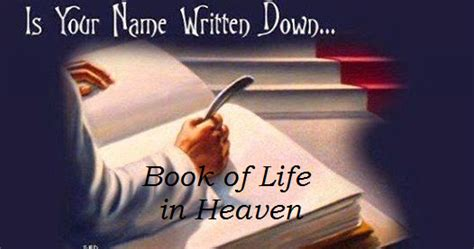 Is Your Name Written Down...
Book of Life
in Heaven